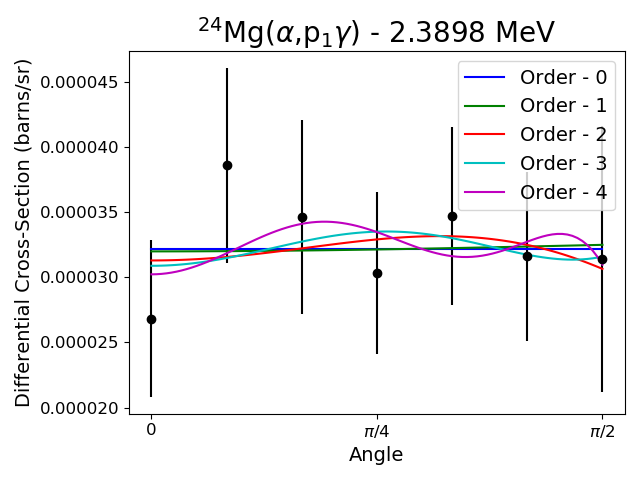 ²⁴Mg(α,p₁γ) - 2.3898 MeV
Differential Cross-Section (barns/sr)
0.000045
0.000040
0.000035
0.000030
0.000025
0.000020
Order - 0
Order - 1
Order - 2
Order - 3
Order - 4
0 π/4 π/2
Angle